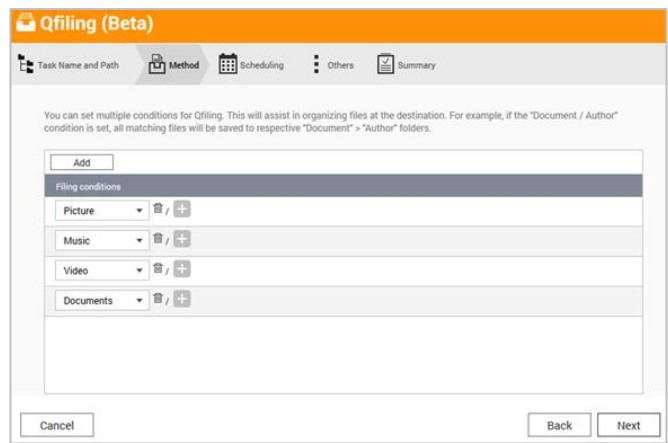 Qfiling (Beta)
Task Name and Path
Method
Scheduling
Others
Summary
You can set multiple conditions for Qfiling. This will assist in organizing files at the destination. For example, if the "Document / Author"
condition is set, all matching files will be saved to respective "Document" > "Author" folders.
Add
Filing conditions
Picture /
Music /
Video /
Documents /
Cancel Back Next